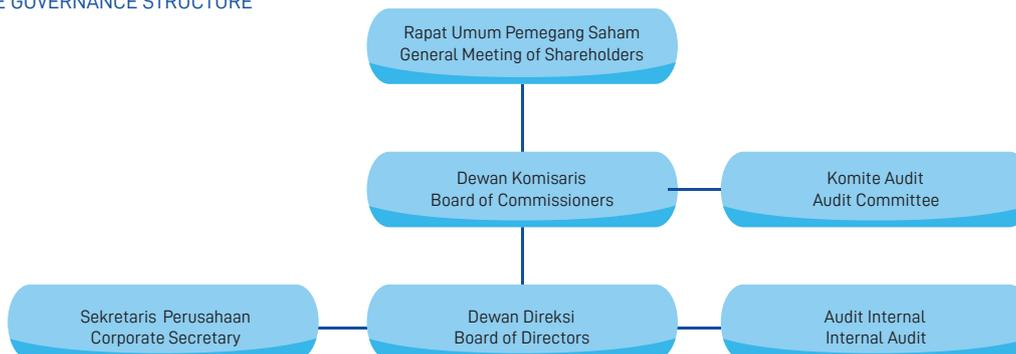 E GOVERNANCE STRUCTURE
Rapat Umum Pemegang Saham
General Meeting of Shareholders
Dewan Komisaris
Board of Commissioners
Komite Audit
Audit Committee
Sekretaris Perusahaan
Corporate Secretary
Dewan Direksi
Board of Directors
Audit Internal
Internal Audit